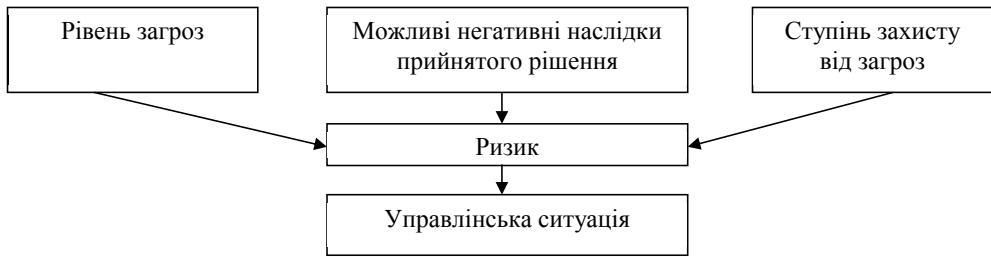 Рівень загроз
Можливі негативні наслідки
прийнятого рішення
Ступінь захисту
від загроз
Ризик
Управлінська ситуація